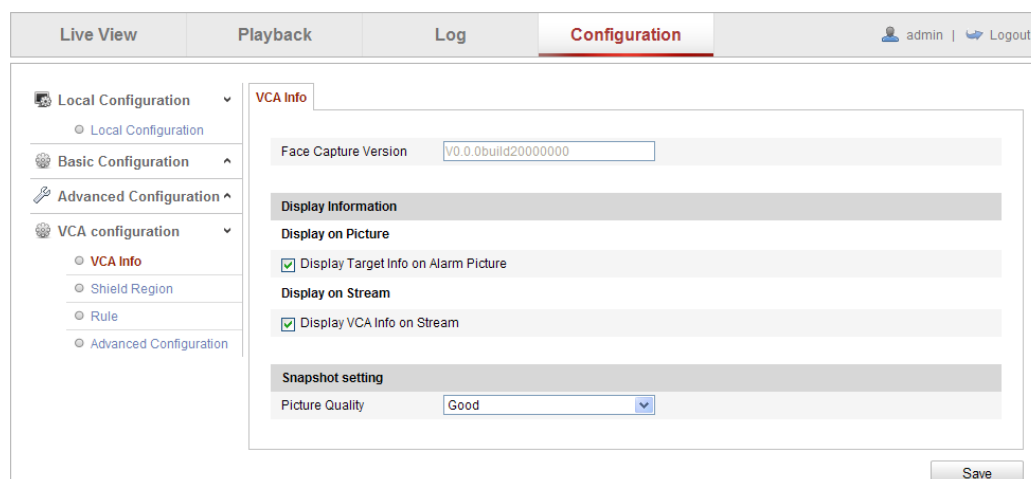 Live View Playback Log Configuration admin | Logout
Local Configuration
Local Configuration
Basic Configuration
Advanced Configuration
VCA configuration
VCA Info
Shield Region
Rule
Advanced Configuration
VCA Info
Face Capture Version V0.0.0build20000000
Display Information
Display on Picture
Display Target Info on Alarm Picture
Display on Stream
Display VCA Info on Stream
Snapshot setting
Picture Quality Good
Save